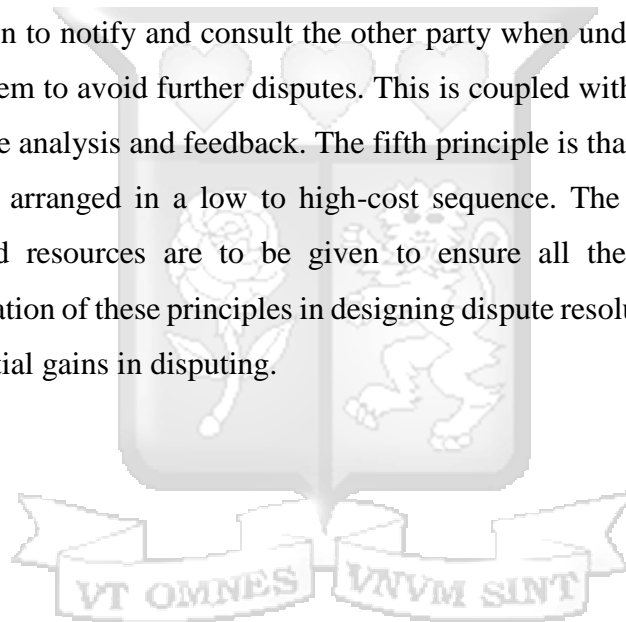 n to notify and consult the other party when und
em to avoid further disputes. This is coupled with
e analysis and feedback. The fifth principle is tha
arranged in a low to high-cost sequence. The
d resources are to be given to ensure all the
ation of these principles in designing dispute resolu
tial gains in disputing.
VT OMNES VNVM SINT